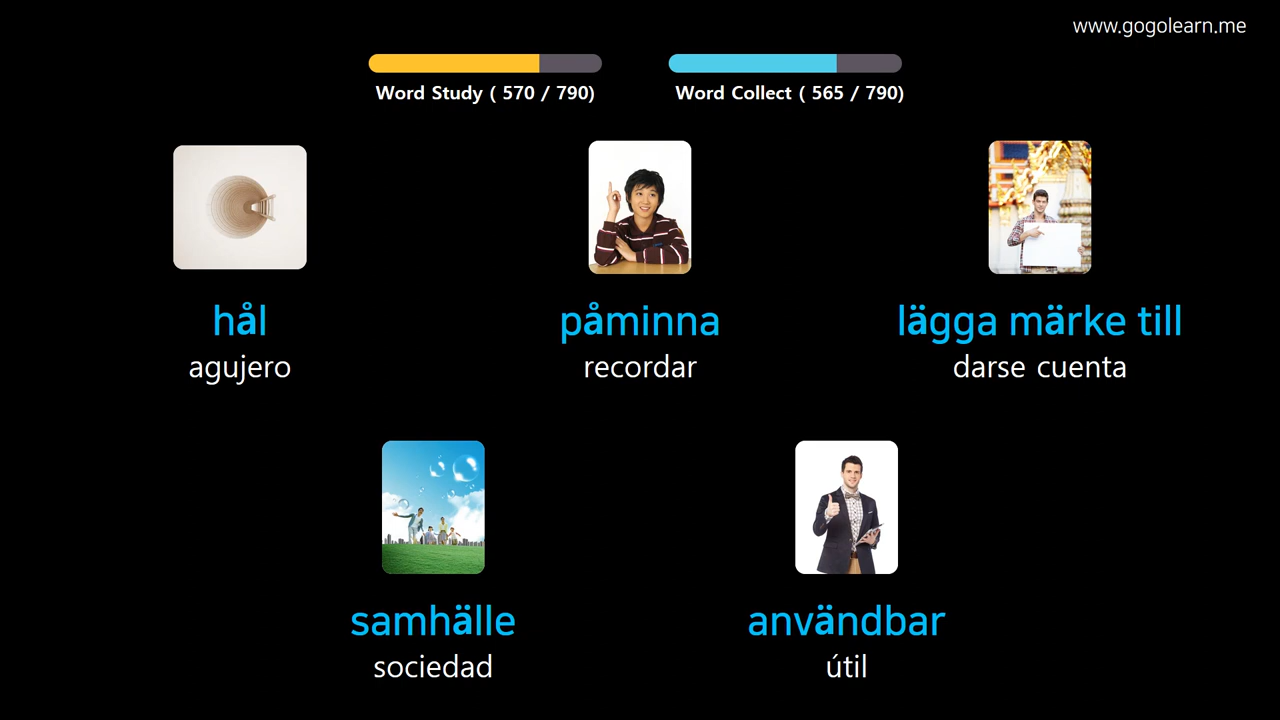 www.gogolearn.me
Word Study ( 570 / 790)
Word Collect ( 565 / 790)
hål
påminna
lägga märke till
agujero
recordar
darse cuenta
samhälle
användbar
sociedad
útil